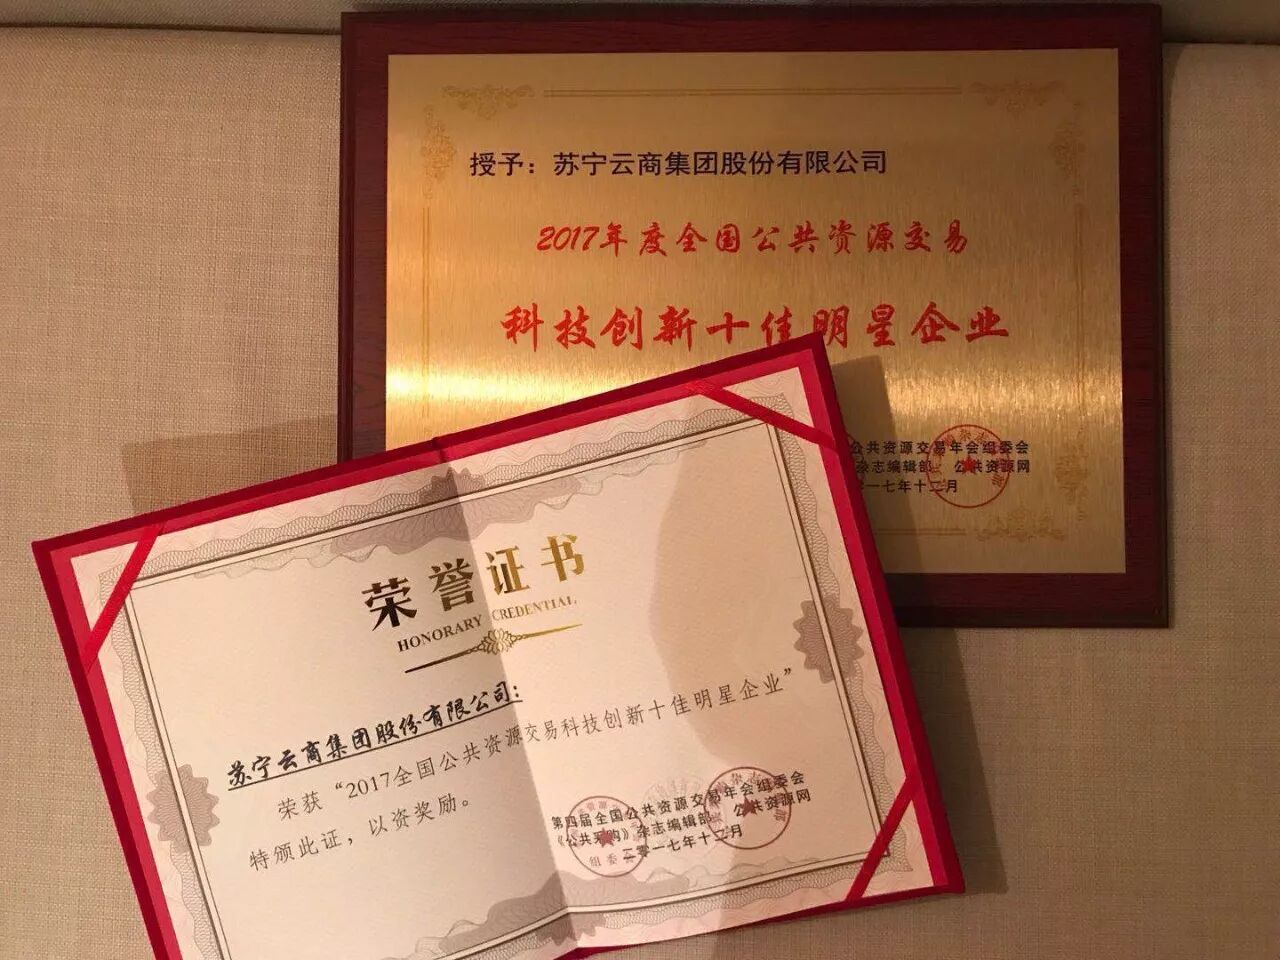 授予：苏宁云商集团股份有限公司
2017年度全国公共资源交易
科技创新十佳明星企业
公共资源交易年会组委会
杂志编辑部 公共资源网
一七年十二月
荣誉证书
HONORARY CREDENTIAL
苏宁云商集团股份有限公司：
荣获“2017全国公共资源交易科技创新十佳明星企业”
特颁此证，以资奖励。
第四届全国公共资源交易年会组委会
《公共采购》杂志编辑部 公共资源网
二零一七年十二月
组委会